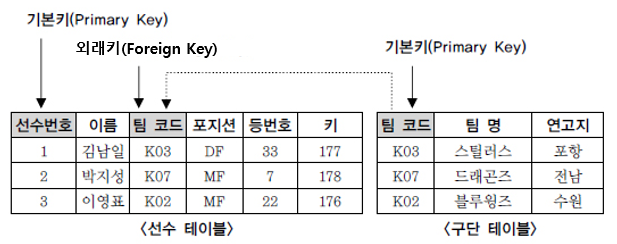 기본키(Primary Key)
외래키(Foreign Key)
기본키(Primary Key)
선수번호 이름 팀 코드 포지션 등번호 키
1 김남일 K03 DF 33 177
2 박지성 K07 MF 7 178
3 이영표 K02 MF 22 176
<선수 테이블>
팀 코드 팀 명 연고지
K03 스틸러스 포항
K07 드래곤즈 전남
K02 블루윙즈 수원
<구단 테이블>